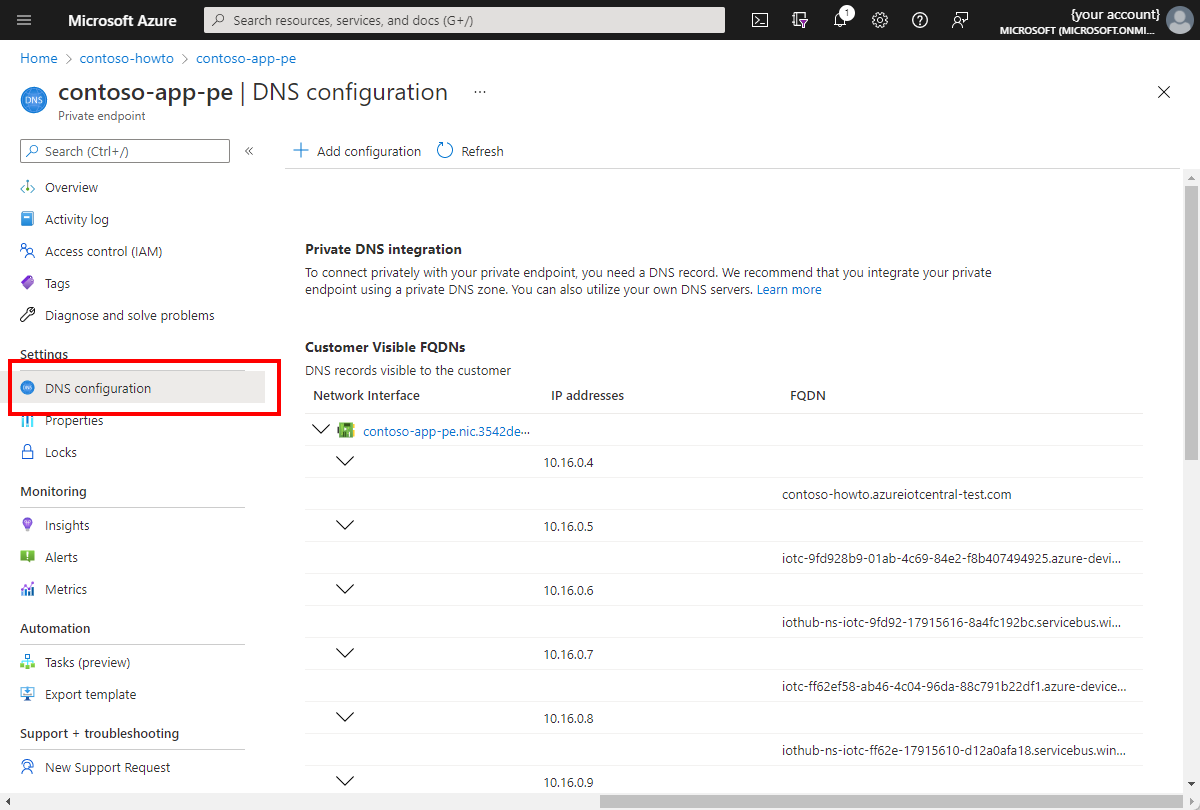 Microsoft Azure
Search resources, services, and docs (G+/)
1
{your account}
MICROSOFT (MICROSOFT.ONMI...
Home > contoso-howto > contoso-app-pe
DNS
contoso-app-pe | DNS configuration ...
Private endpoint
Search (Ctrl+/)
«
Add configuration
Refresh
Overview
Activity log
Access control (IAM)
Tags
Diagnose and solve problems
Settings
DNS configuration
Properties
Locks
Monitoring
Insights
Alerts
Metrics
Automation
Tasks (preview)
Export template
Support + troubleshooting
New Support Request
Private DNS integration
To connect privately with your private endpoint, you need a DNS record. We recommend that you integrate your private
endpoint using a private DNS zone. You can also utilize your own DNS servers. Learn more
Customer Visible FQDNs
DNS records visible to the customer
Network Interface IP addresses FQDN
contoso-app-pe.nic.3542de...
10.16.0.4
contoso-howto.azureiotcentral-test.com
10.16.0.5
iotc-9fd928b9-01ab-4c69-84e2-f8b407494925.azure-devi...
10.16.0.6
iothub-ns-iotc-9fd92-17915616-8a4fc192bc.servicebus.wi...
10.16.0.7
iotc-ff62ef58-ab46-4c04-96da-88c791b22df1.azure-device...
10.16.0.8
iothub-ns-iotc-ff62e-17915610-d12a0afa18.servicebus.win...
10.16.0.9